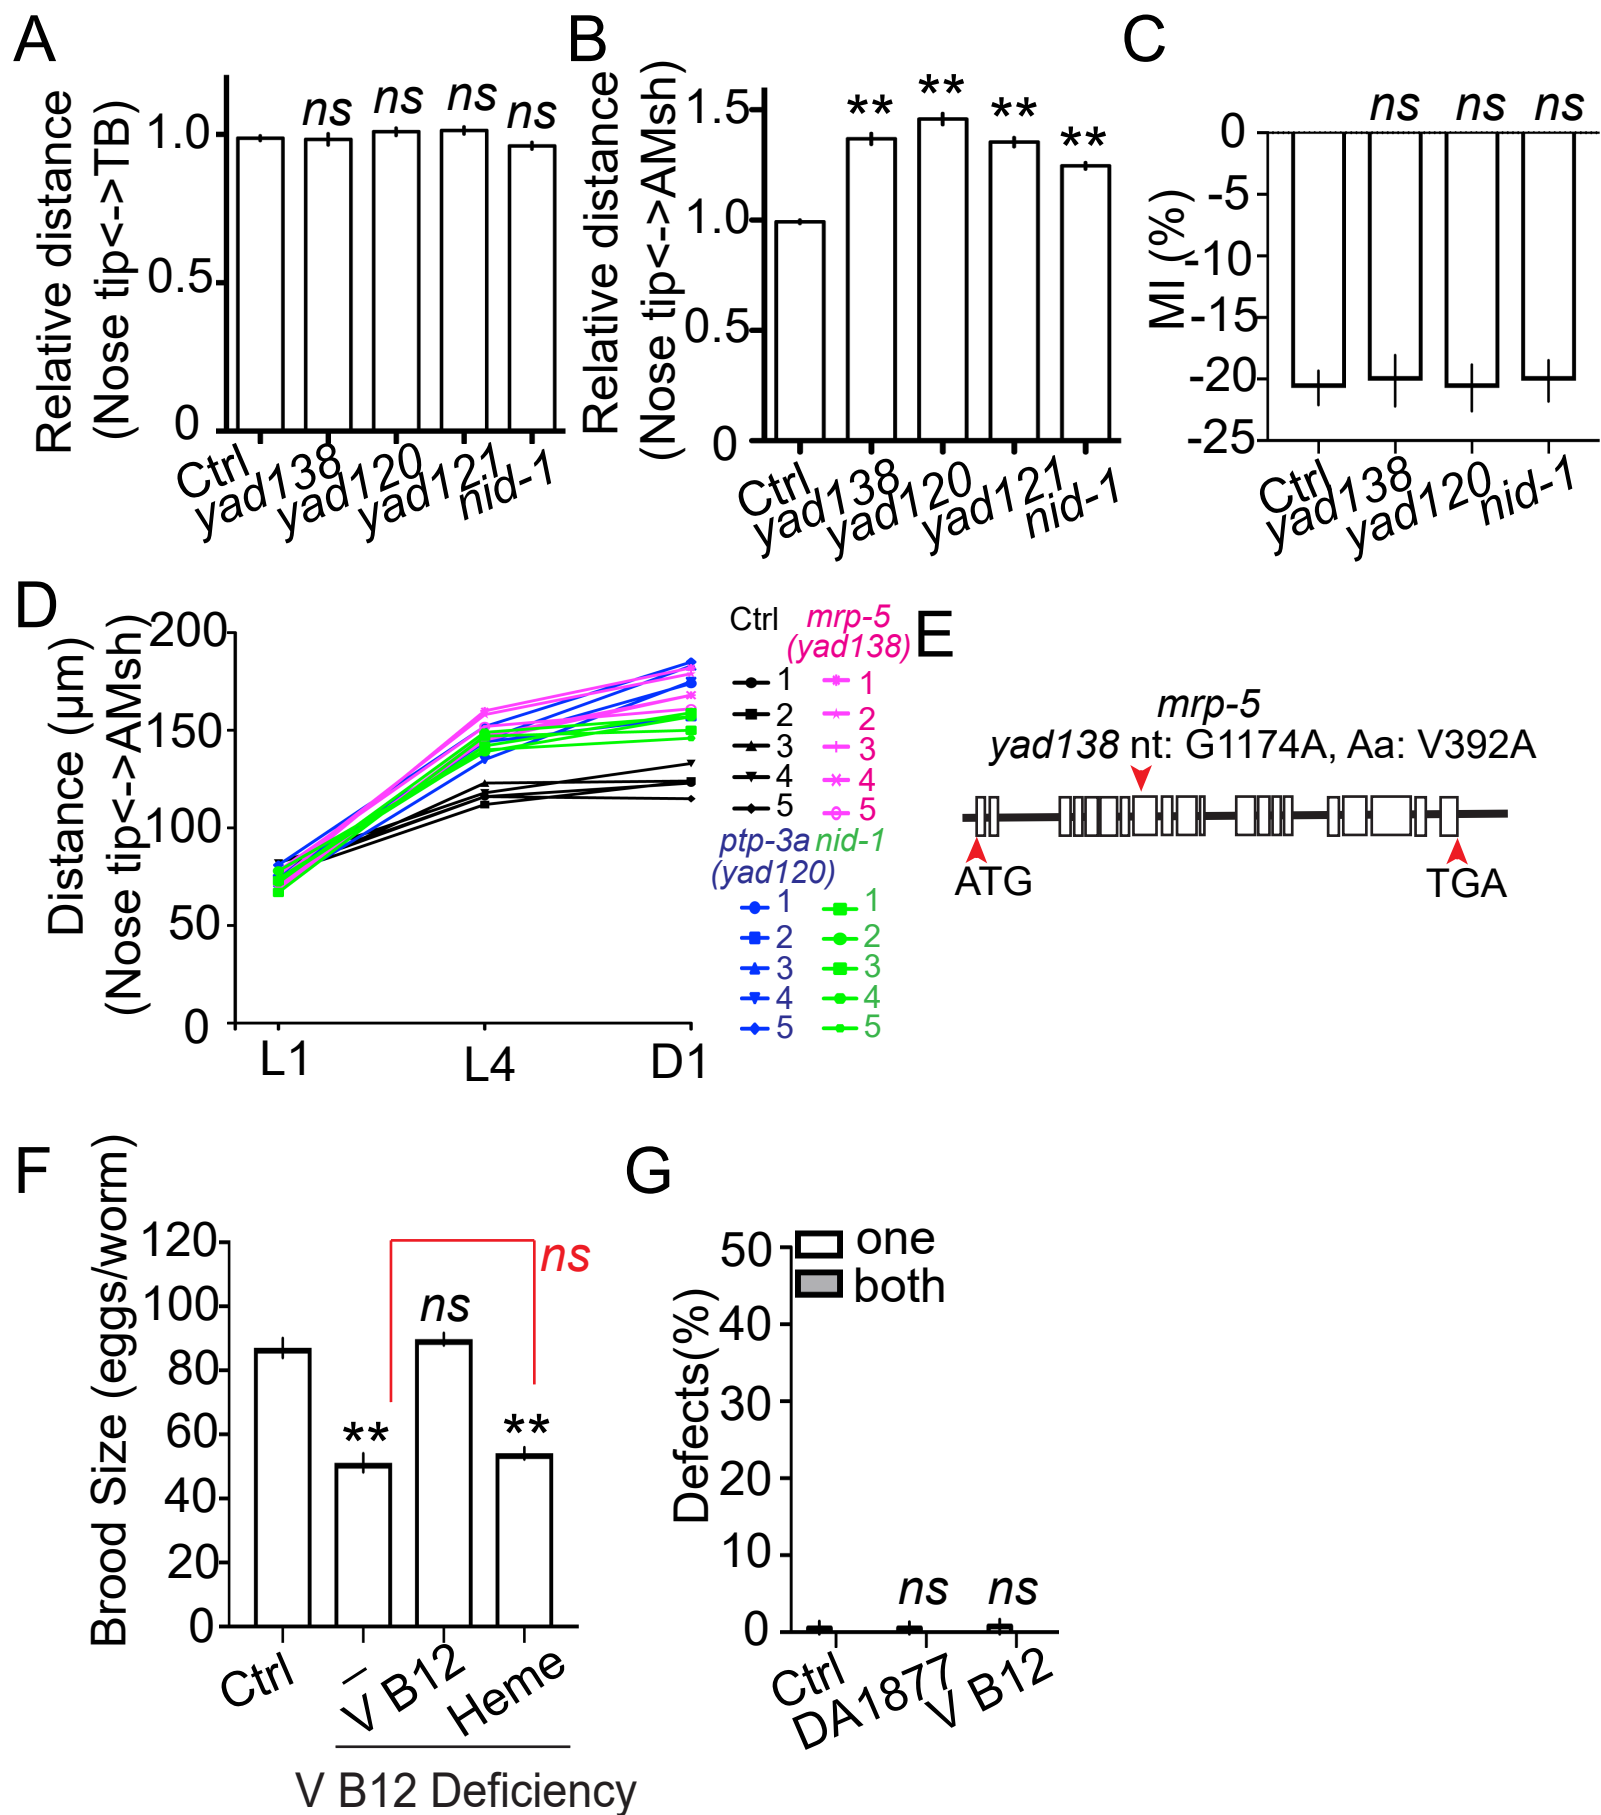 A
Relative distance
(Nose tip<->TB)
1.0
0.5
0
ns
ns
ns
ns
Ctrl
yad138
yad120
yad121
nid-1
B
Relative distance
(Nose tip<->AMsh)
1.5
1.0
0.5
0
**
**
**
**
Ctrl
yad138
yad120
yad121
nid-1
C
MI (%)
0
-5
-10
-15
-20
-25
ns
ns
ns
Ctrl
yad138
yad120
nid-1
D
Distance (µm)
(Nose tip<->AMsh)
200
150
100
50
0
L1
L4
D1
Ctrl
1
2
3
4
5
mrp-5
(yad138)
1
2
3
4
5
ptp-3a
(yad120)
1
2
3
4
5
nid-1
1
2
3
4
5
E
mrp-5
yad138 nt: G1174A, Aa: V392A
ATG
TGA
F
Brood Size (eggs/worm)
120
100
80
60
40
20
0
**
ns
**
ns
Ctrl
–
V B12
Heme
V B12 Deficiency
G
Defects(%)
50
40
30
20
10
0
one
both
ns
ns
Ctrl
DA1877
V B12